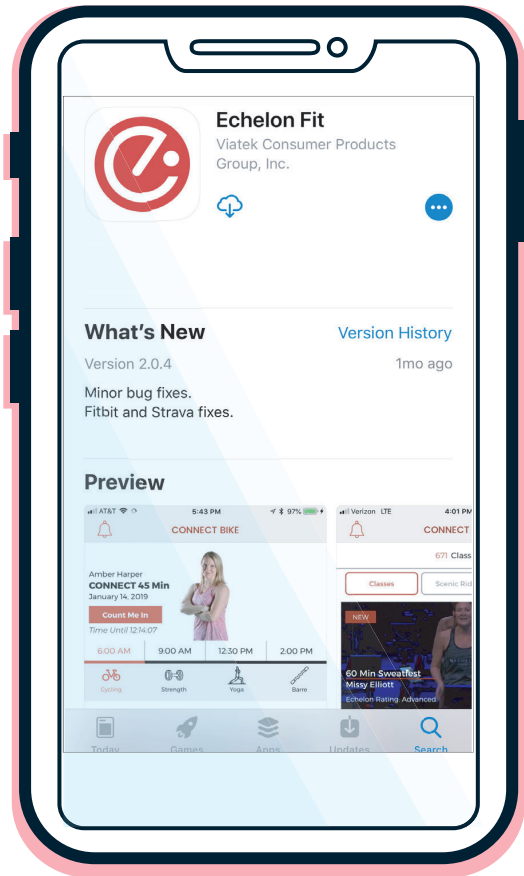 Echelon Fit
Viatek Consumer Products
Group, Inc.
What's New
Version History
Version 2.0.4
1mo ago
Minor bug fixes.
Fitbit and Strava fixes.
Preview
AT&T
5:43 PM
97%
CONNECT BIKE
Amber Harper
CONNECT 45 Min
January 14, 2019
Count Me In
Time Until 12:14:07
6:00 AM
9:00 AM
12:30 PM
2:00 PM
Cycling
Strength
Yoga
Barre
Verizon LTE
4:01 PM
CONNECT
671 Class
Classes
Scenic Rid
NEW
60 Min Sweatfest
Missy Elliott
Echelon Rating: Advanced
Today
Games
Apps
Updates
Search